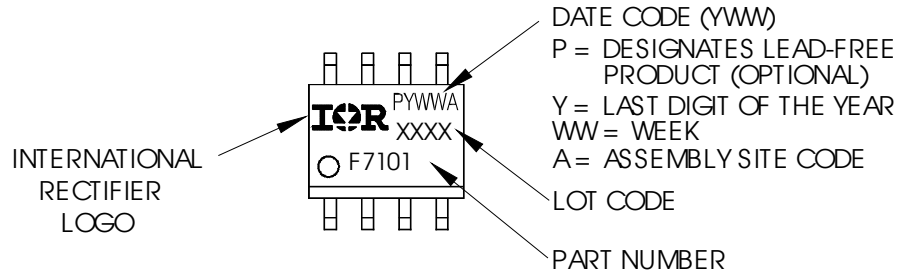 DATE CODE (YWW)
P = DESIGNATES LEAD-FREE
PRODUCT (OPTIONAL)
Y = LAST DIGIT OF THE YEAR
WW = WEEK
A = ASSEMBLY SITE CODE
LOT CODE
PART NUMBER
INTERNATIONAL
RECTIFIER
LOGO
IOR
PYWWA
XXXX
F7101